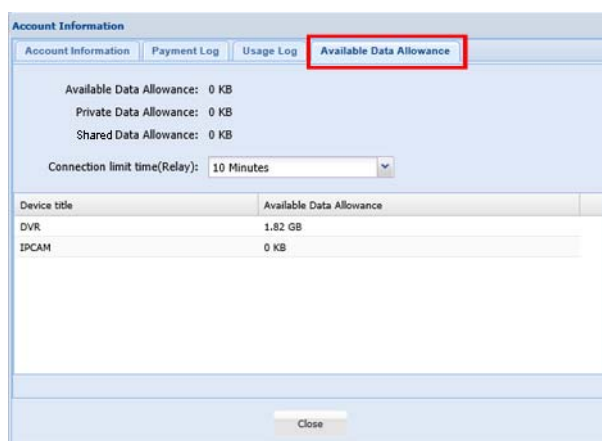 Account Information
Account Information Payment Log Usage Log Available Data Allowance
Available Data Allowance: 0 KB
Private Data Allowance: 0 KB
Shared Data Allowance: 0 KB
Connection limit time(Relay): 10 Minutes
Device title Available Data Allowance
DVR 1.82 GB
IPCAM 0 KB
Close